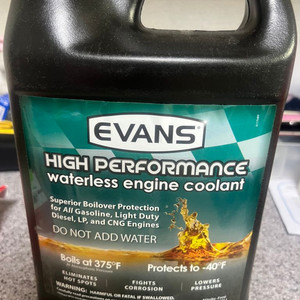 EVANS
HIGH PERFORMANCE
waterless engine coolant
Superior Boilover Protection
for All Gasoline, Light Duty
Diesel, LP, and CNG Engines
DO NOT ADD WATER
Boils at 375°F
Protects to -40°F
ELIMINATES
HOT SPOTS
FIGHTS
CORROSION
LOWERS
PRESSURE
WARNING: HARMFUL OR FATAL IF SWALLOWED.